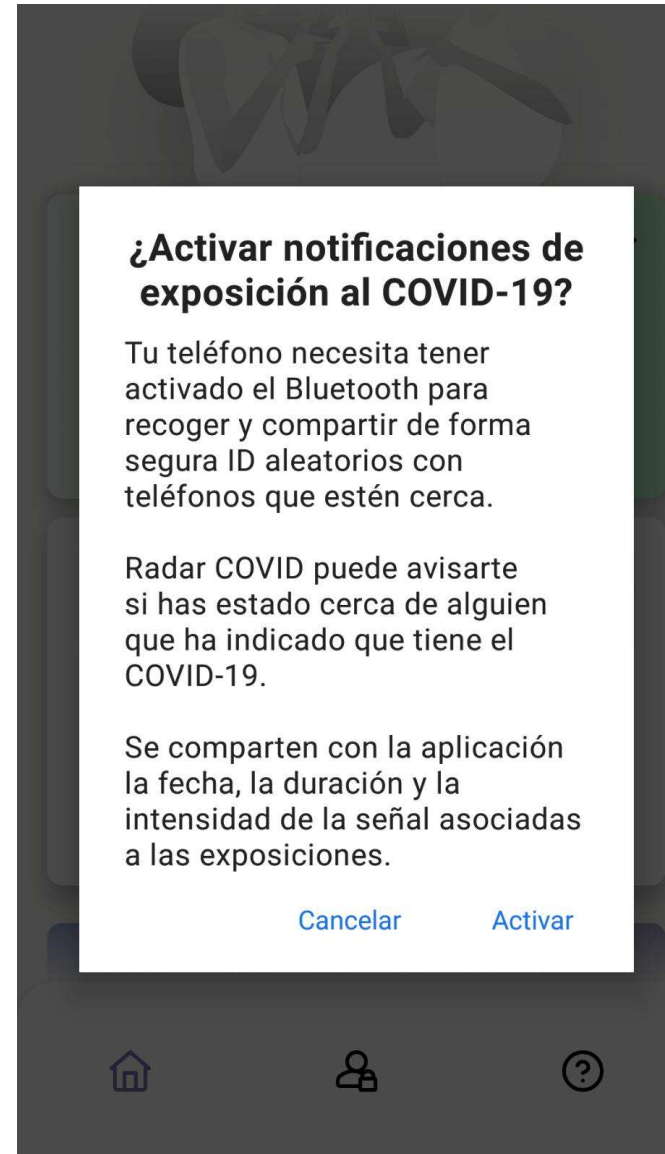 ¿Activar notificaciones de
exposición al COVID-19?
Tu teléfono necesita tener
activado el Bluetooth para
recoger y compartir de forma
segura ID aleatorios con
teléfonos que estén cerca.
Radar COVID puede avisarte
si has estado cerca de alguien
que ha indicado que tiene el
COVID-19.
Se comparten con la aplicación
la fecha, la duración y la
intensidad de la señal asociadas
a las exposiciones.
Cancelar Activar